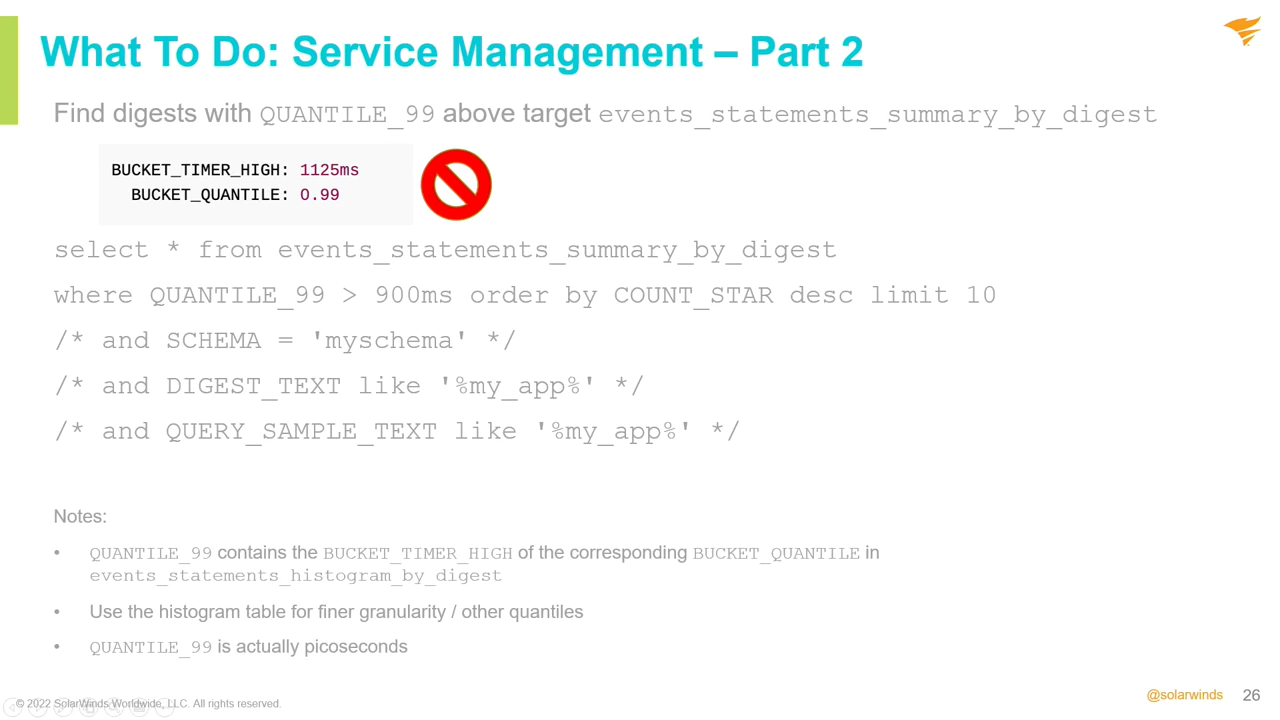 What To Do: Service Management – Part 2
Find digests with QUANTILE_99 above target events_statements_summary_by_digest
BUCKET_TIMER_HIGH: 1125ms
BUCKET_QUANTILE: 0.99
select * from events_statements_summary_by_digest
where QUANTILE_99 > 900ms order by COUNT_STAR desc limit 10
/* and SCHEMA = 'myschema' */
/* and DIGEST_TEXT like '%my_app%' */
/* and QUERY_SAMPLE_TEXT like '%my_app%' */
Notes:
• QUANTILE_99 contains the BUCKET_TIMER_HIGH of the corresponding BUCKET_QUANTILE in
events_statements_histogram_by_digest
• Use the histogram table for finer granularity / other quantiles
• QUANTILE_99 is actually picoseconds
© 2022 SolarWinds Worldwide, LLC. All rights reserved.
@solarwinds 26